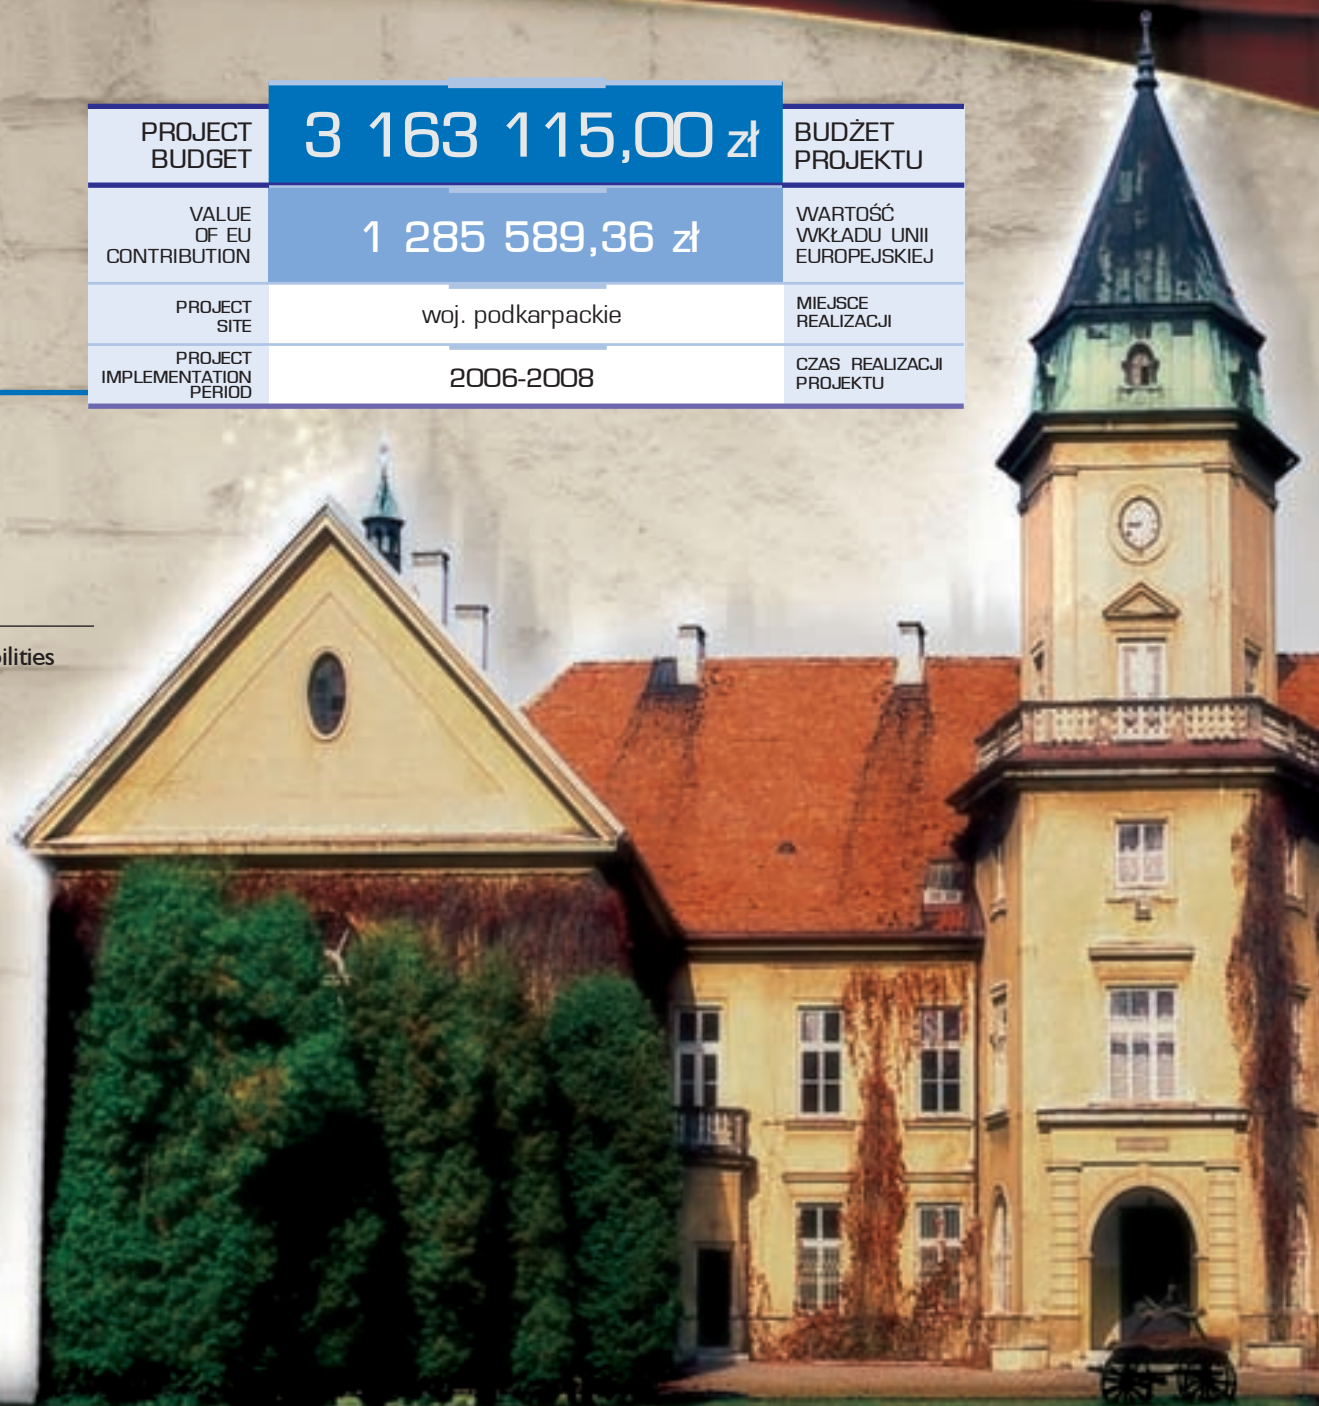 PROJECT
BUDGET
3 163 115,00 zł
BUDŻET
PROJEKTU
VALUE
OF EU
CONTRIBUTION
1 285 589,36 zł
WARTOŚĆ
WKŁADU UNII
EUROPEJSKIEJ
PROJECT
SITE
woj. podkarpackie
MIEJSCE
REALIZACJI
PROJECT
IMPLEMENTATION
PERIOD
2006-2008
CZAS REALIZACJI
PROJEKTU
ilities